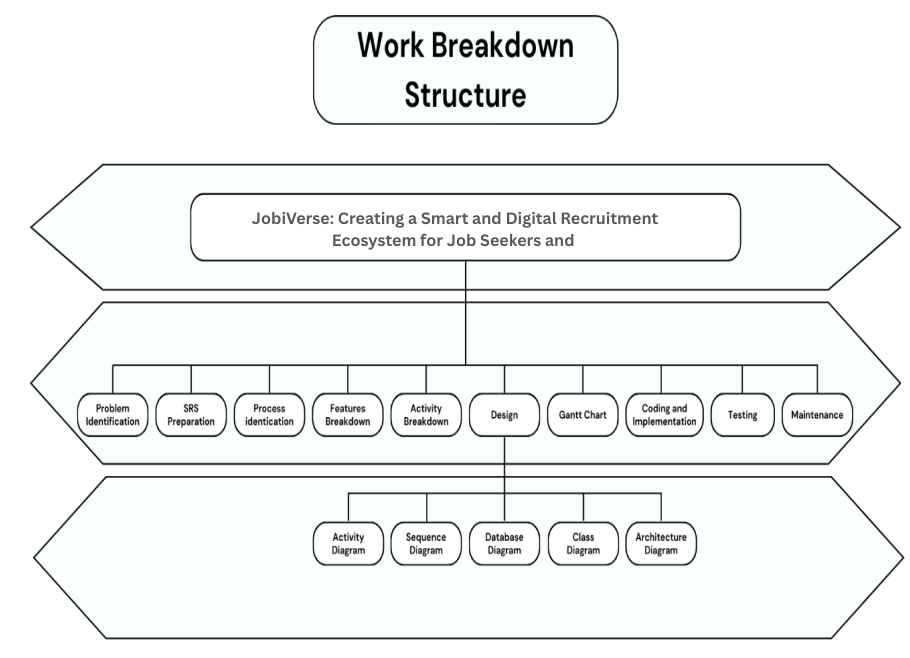 Work Breakdown
Structure
JobiVerse: Creating a Smart and Digital Recruitment
Ecosystem for Job Seekers and
Problem
Identification
SRS
Preparation
Process
identication
Features
Breakdown
Activity
Breakdown
Design
Gantt Chart
Coding and
Implementation
Testing
Maintenance
Activity
Diagram
Sequence
Diagram
Database
Diagram
Class
Diagram
Architecture
Diagram